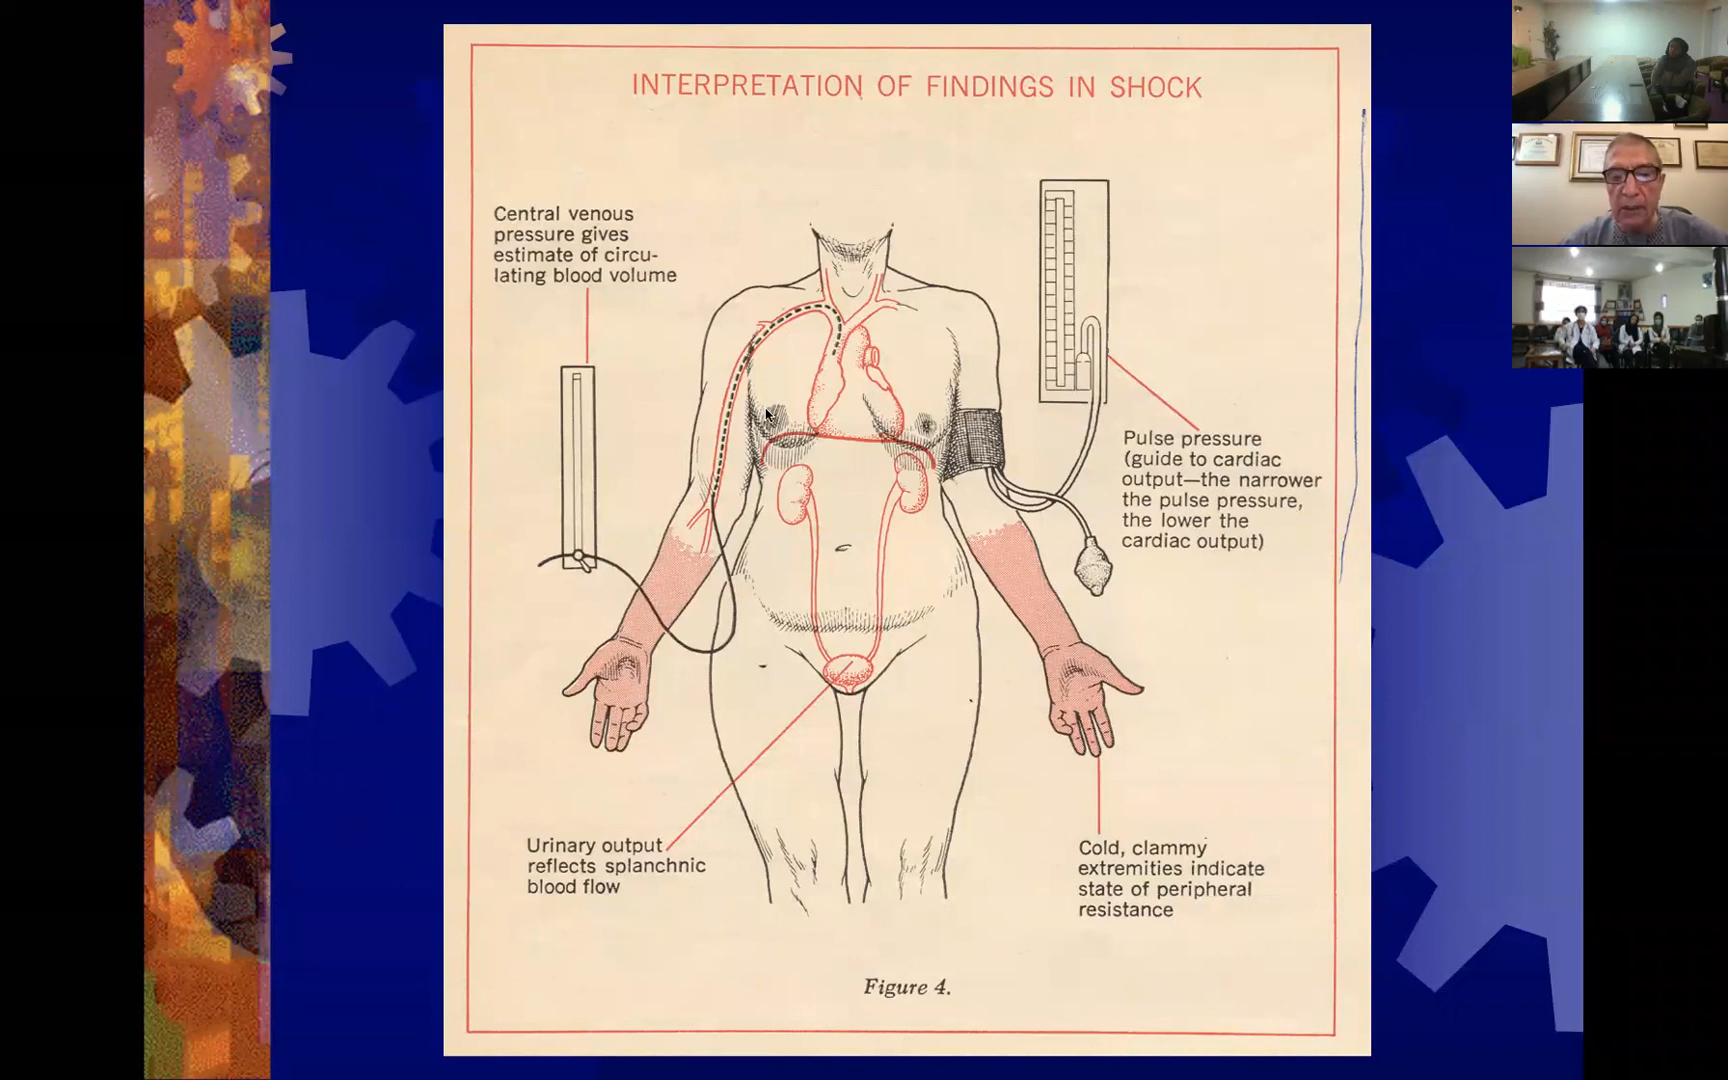 INTERPRETATION OF FINDINGS IN SHOCK
Central venous
pressure gives
estimate of circu-
lating blood volume
Pulse pressure
(guide to cardiac
output—the narrower
the pulse pressure,
the lower the
cardiac output)
Urinary output
reflects splanchnic
blood flow
Cold, clammy
extremities indicate
state of peripheral
resistance
Figure 4.